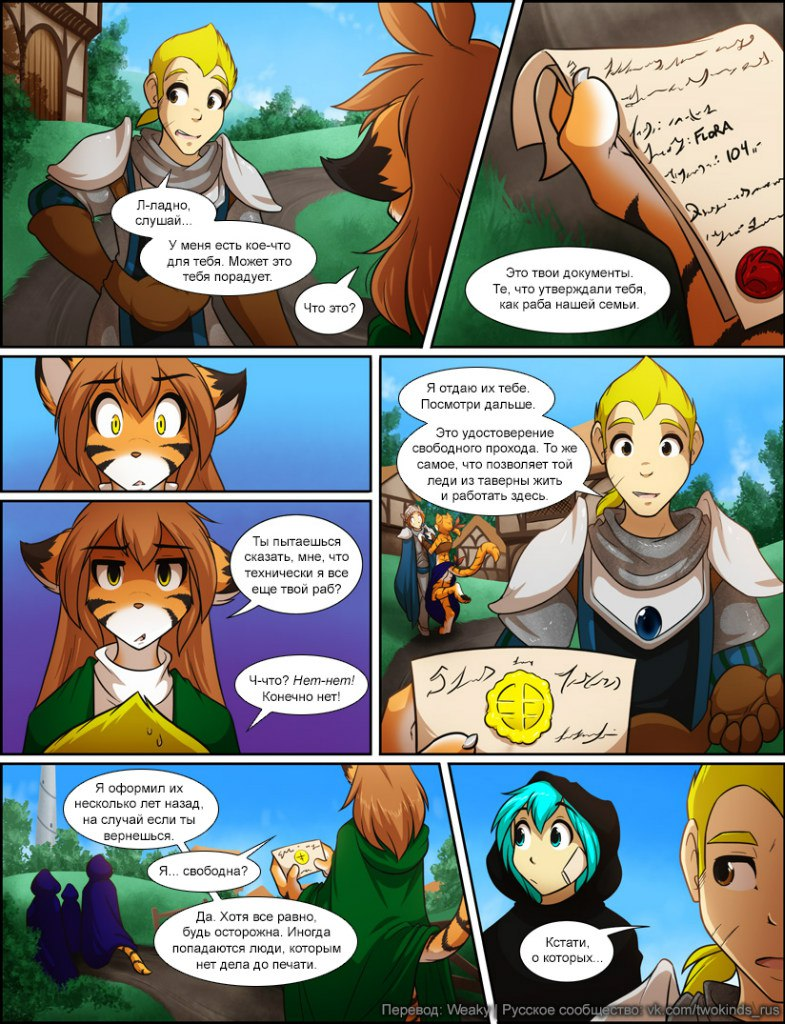 Л-ладно,
слушай...
У меня есть кое-что
для тебя. Может это
тебя порадует.
Что это?
FLORA
104
Это твои документы.
Те, что утверждали тебя,
как раба нашей семьи.
Я отдаю их тебе.
Посмотри дальше.
Это удостоверение
свободного прохода. То же
самое, что позволяет той
леди из таверны жить
и работать здесь.
Ты пытаешься
сказать, мне, что
технически я все
еще твой раб?
Ч-что? Нет-нет!
Конечно нет!
Я оформил их
несколько лет назад,
на случай если ты
вернешься.
Я... свободна?
Да. Хотя все равно,
будь осторожна. Иногда
попадаются люди, которым
нет дела до печати.
Кстати,
о которых...
Перевод: Weaky | Русское сообщество: vk.com/twokinds_rus